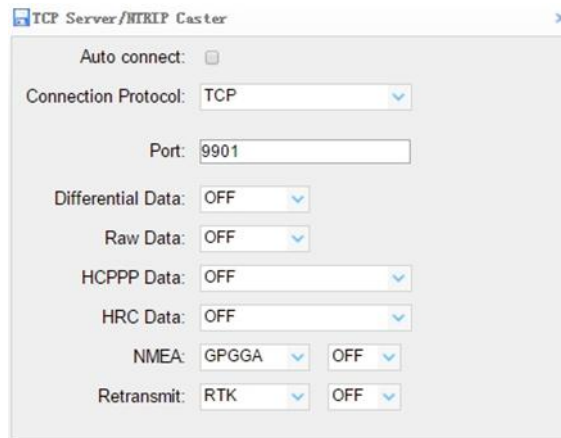 TCP Server/NTRIP Caster
Auto connect:
Connection Protocol: TCP
Port: 9901
Differential Data: OFF
Raw Data: OFF
HCPPP Data: OFF
HRC Data: OFF
NMEA: GPGGA OFF
Retransmit: RTK OFF